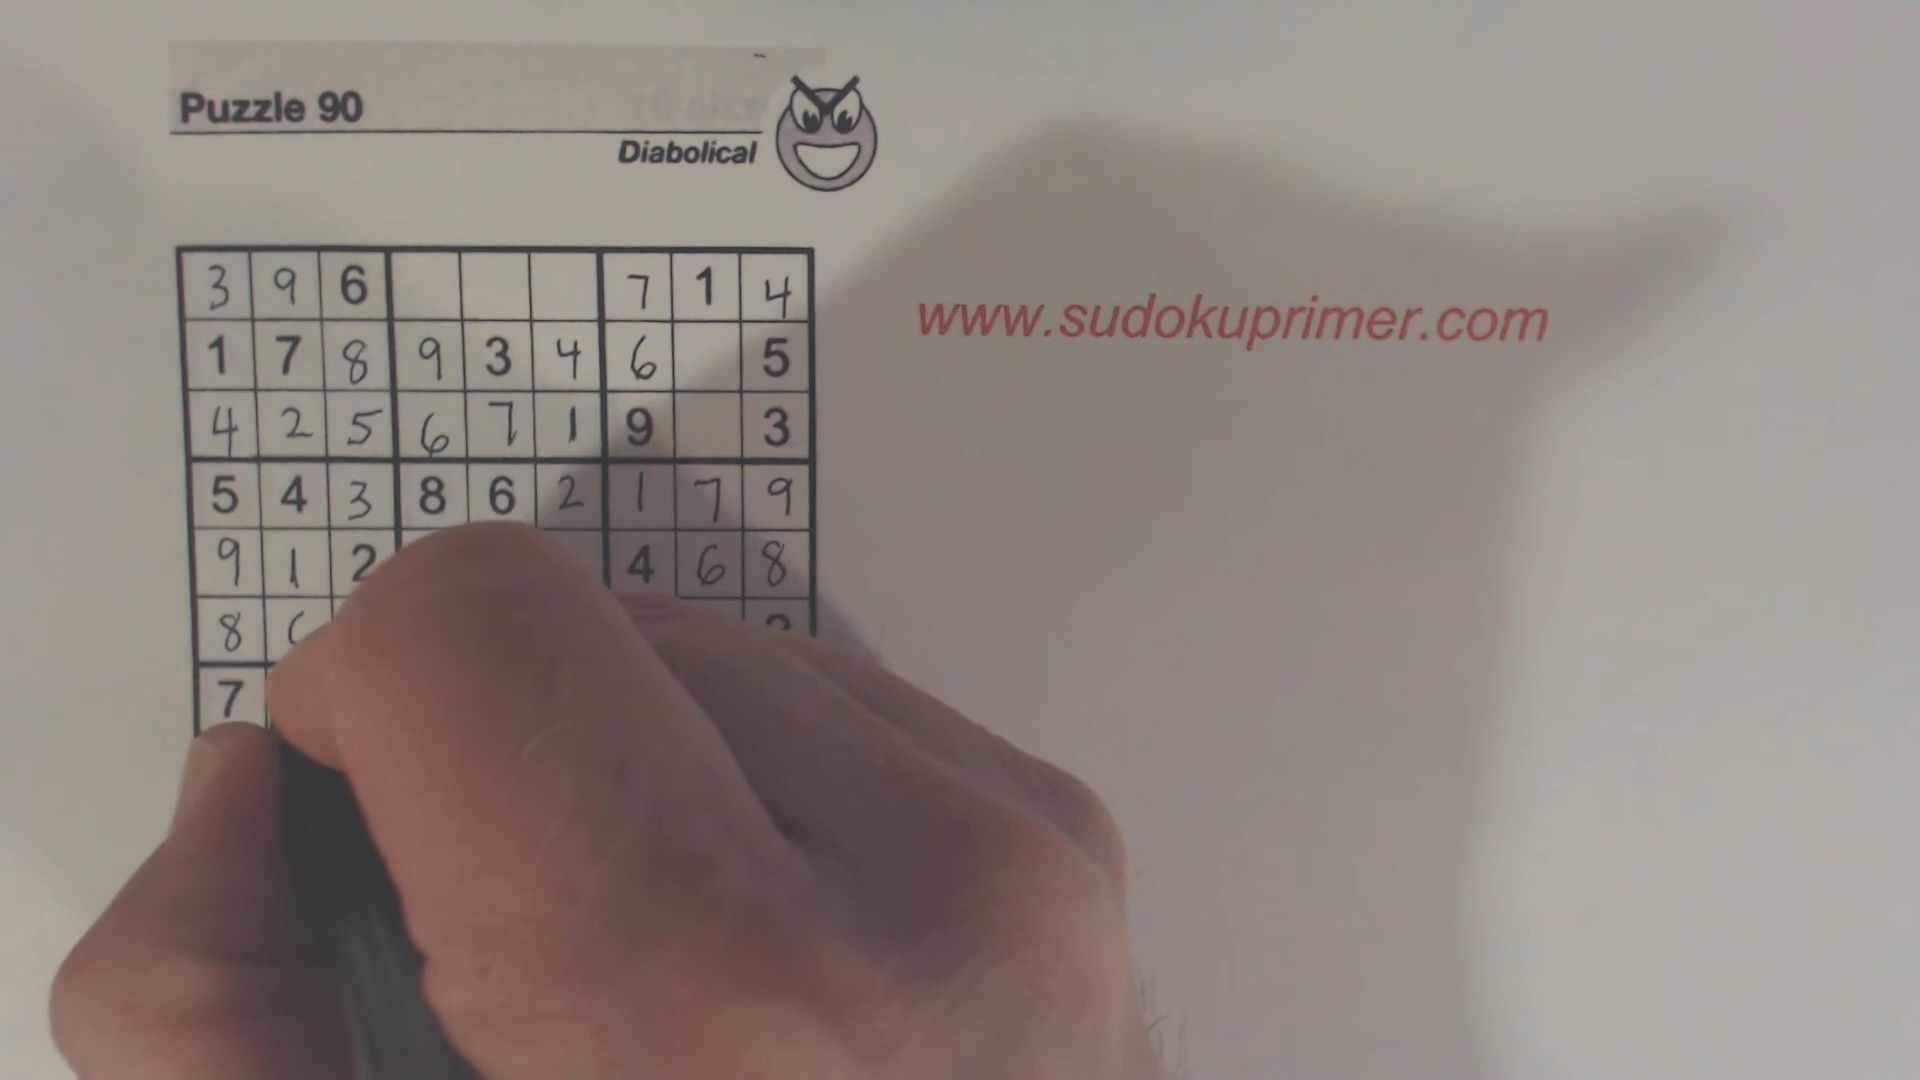 Puzzle 90
Diabolical
www.sudokuprimer.com
3 9 6 7 1 4
1 7 8 9 3 4 6 5
4 2 5 6 7 1 9 3
5 4 3 8 6 2 1 7 9
9 1 2 4 6 8
8
7